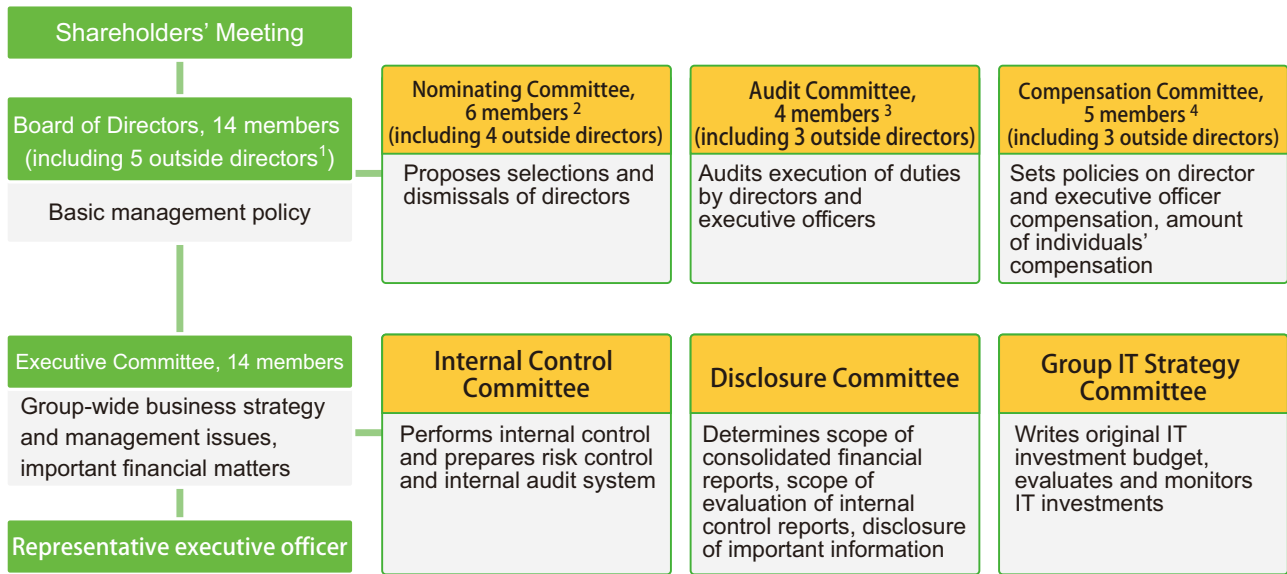 Shareholders’ Meeting
Board of Directors, 14 members
(including 5 outside directors¹)
Basic management policy
Nominating Committee,
6 members ²
(including 4 outside directors)
Proposes selections and
dismissals of directors
Audit Committee,
4 members ³
(including 3 outside directors)
Audits execution of duties
by directors and
executive officers
Compensation Committee,
5 members ⁴
(including 3 outside directors)
Sets policies on director
and executive officer
compensation, amount
of individuals’
compensation
Executive Committee, 14 members
Group-wide business strategy
and management issues,
important financial matters
Internal Control
Committee
Performs internal control
and prepares risk control
and internal audit system
Disclosure Committee
Determines scope of
consolidated financial
reports, scope of
evaluation of internal
control reports, disclosure
of important information
Group IT Strategy
Committee
Writes original IT
investment budget,
evaluates and monitors
IT investments
Representative executive officer